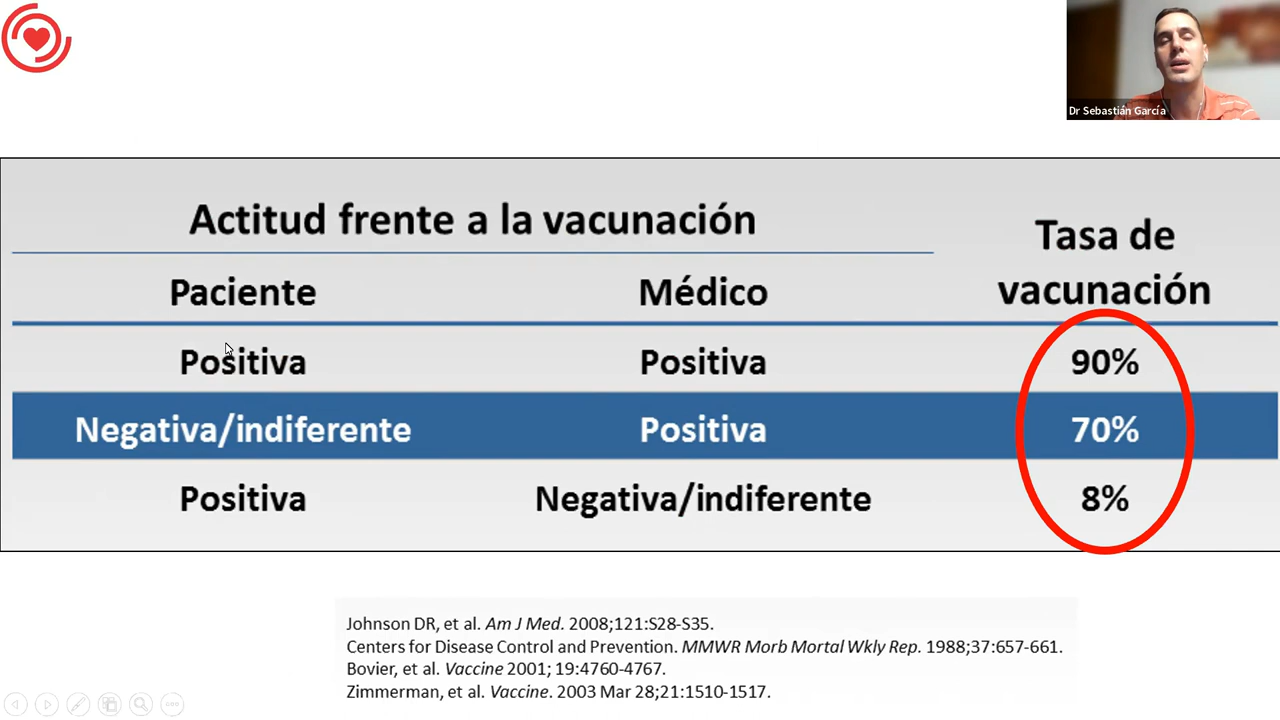 Dr Sebastián García
Actitud frente a la vacunación
Tasa de
vacunación
Paciente Médico
Positiva Positiva 90%
Negativa/indiferente Positiva 70%
Positiva Negativa/indiferente 8%
Johnson DR, et al. Am J Med. 2008;121:S28-S35.
Centers for Disease Control and Prevention. MMWR Morb Mortal Wkly Rep. 1988;37:657-661.
Bovier, et al. Vaccine 2001; 19:4760-4767.
Zimmerman, et al. Vaccine. 2003 Mar 28;21:1510-1517.